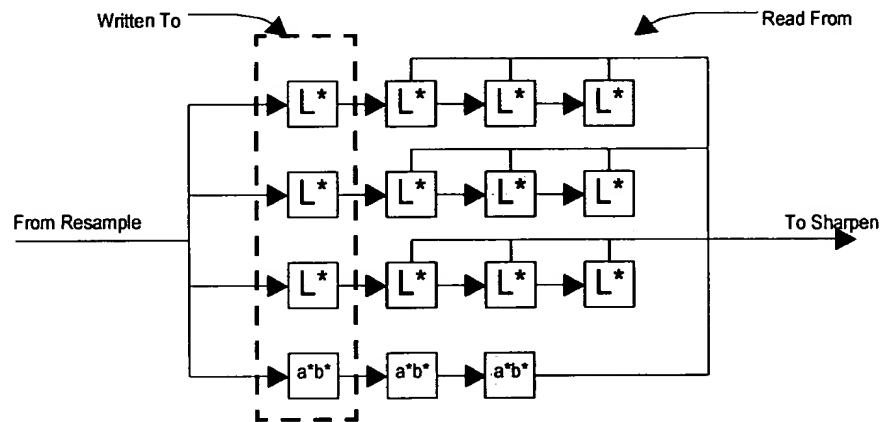 Written To
Read From
L* L* L* L*
L* L* L* L*
From Resample
To Sharpen
L* L* L* L*
a*b* a*b* a*b*